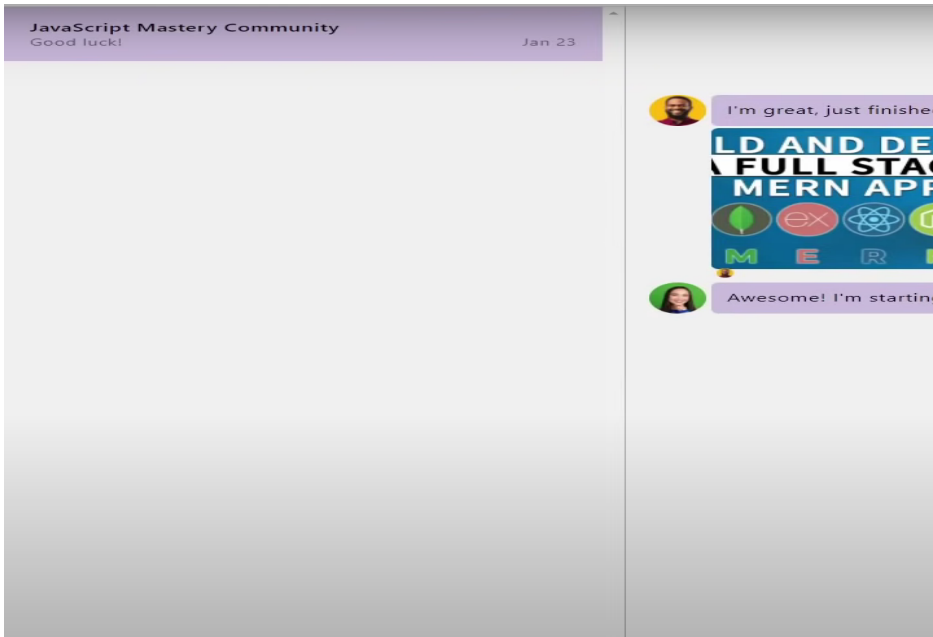 JavaScript Mastery Community
Good luck!
Jan 23
I'm great, just finishe
LD AND DE
A FULL STAC
MERN APP
ex
M E R
Awesome! I'm starting